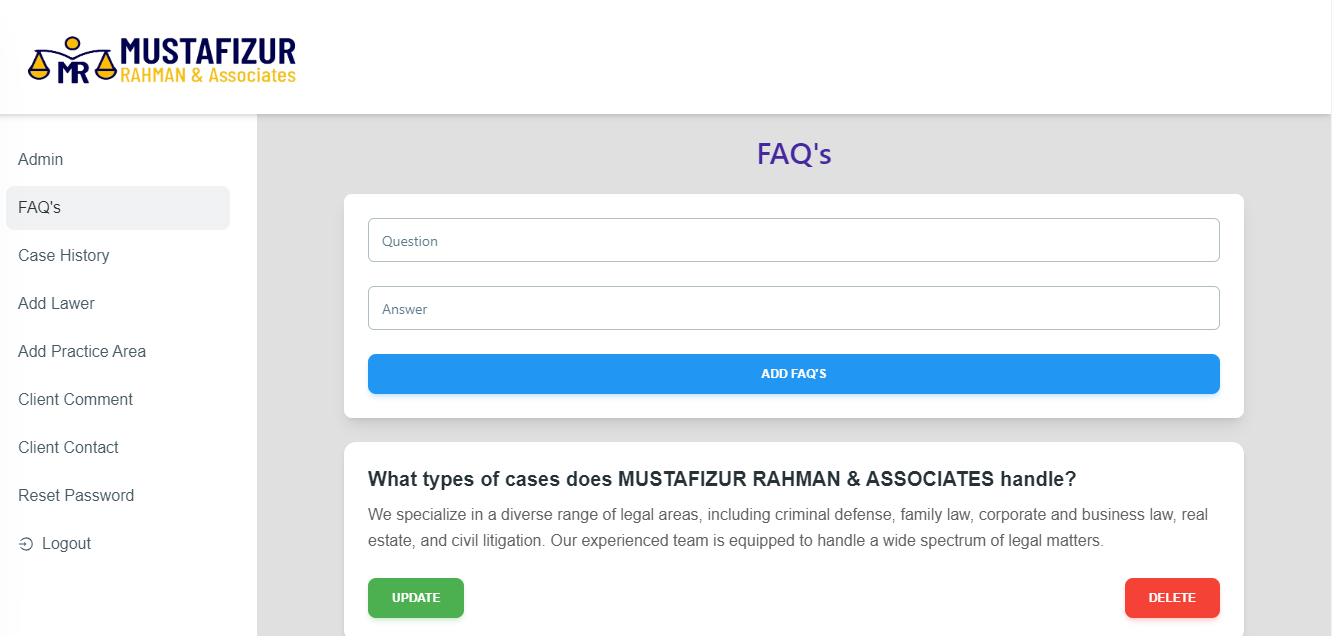 MUSTAFIZUR
MR
RAHMAN & Associates
Admin
FAQ's
Case History
Add Lawer
Add Practice Area
Client Comment
Client Contact
Reset Password
Logout
FAQ's
Question
Answer
ADD FAQ'S
What types of cases does MUSTAFIZUR RAHMAN & ASSOCIATES handle?
We specialize in a diverse range of legal areas, including criminal defense, family law, corporate and business law, real
estate, and civil litigation. Our experienced team is equipped to handle a wide spectrum of legal matters.
UPDATE
DELETE